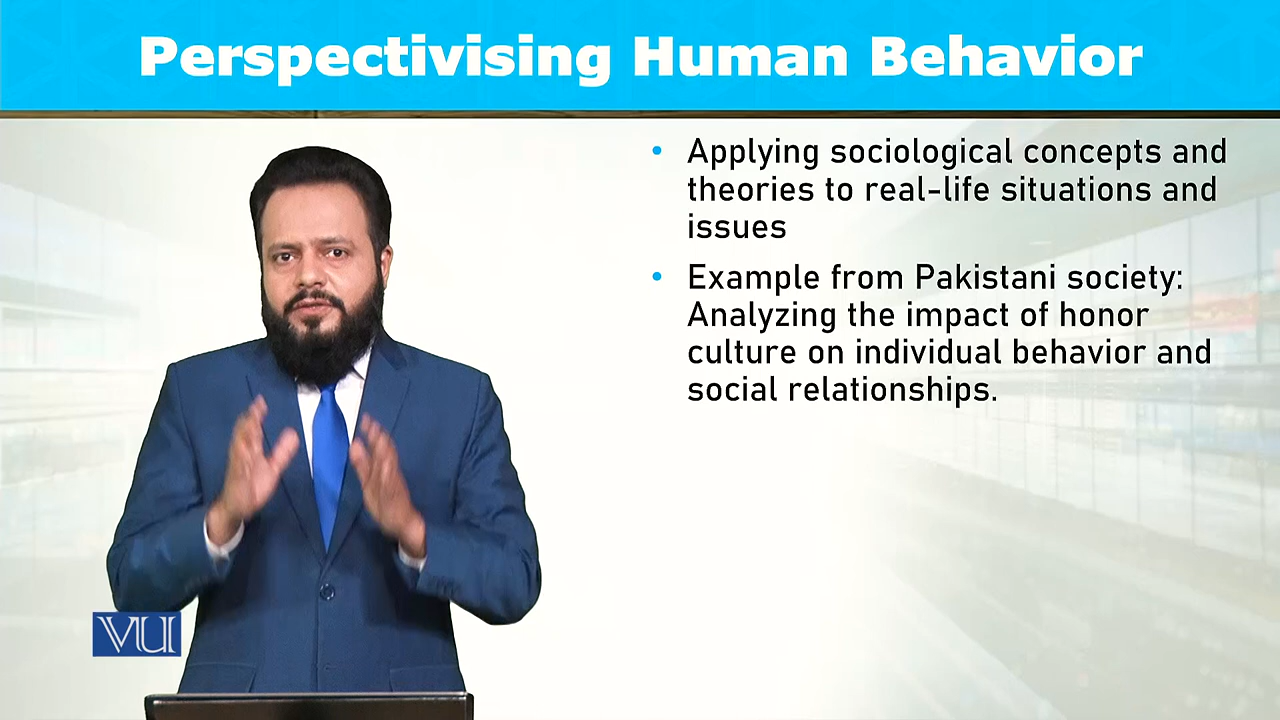 Perspectivising Human Behavior
• Applying sociological concepts and
theories to real-life situations and
issues
• Example from Pakistani society:
Analyzing the impact of honor
culture on individual behavior and
social relationships.
VU